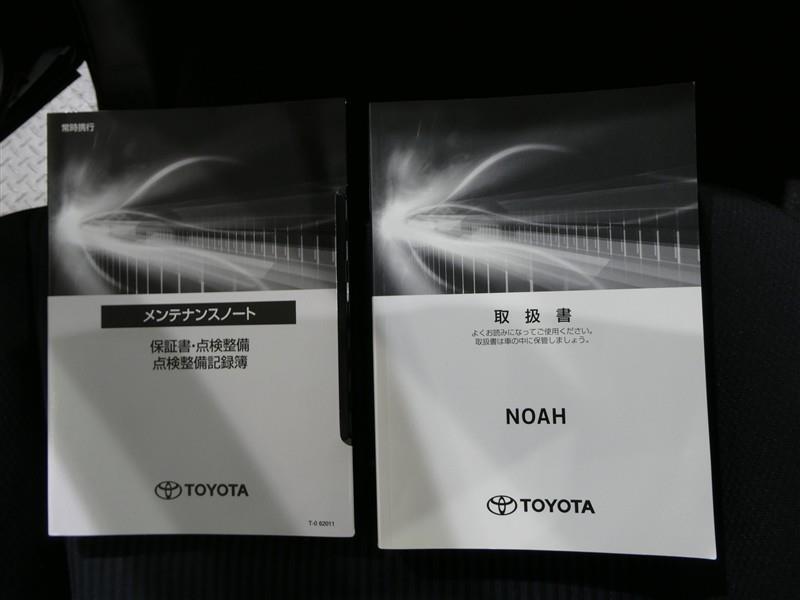 常時携行
メンテナンスノート
保証書・点検整備
点検整備記録簿
TOYOTA
T-0 62011
取扱書
よくお読みになってご使用ください。
取扱書は車の中に保管しましょう。
NOAH
TOYOTA